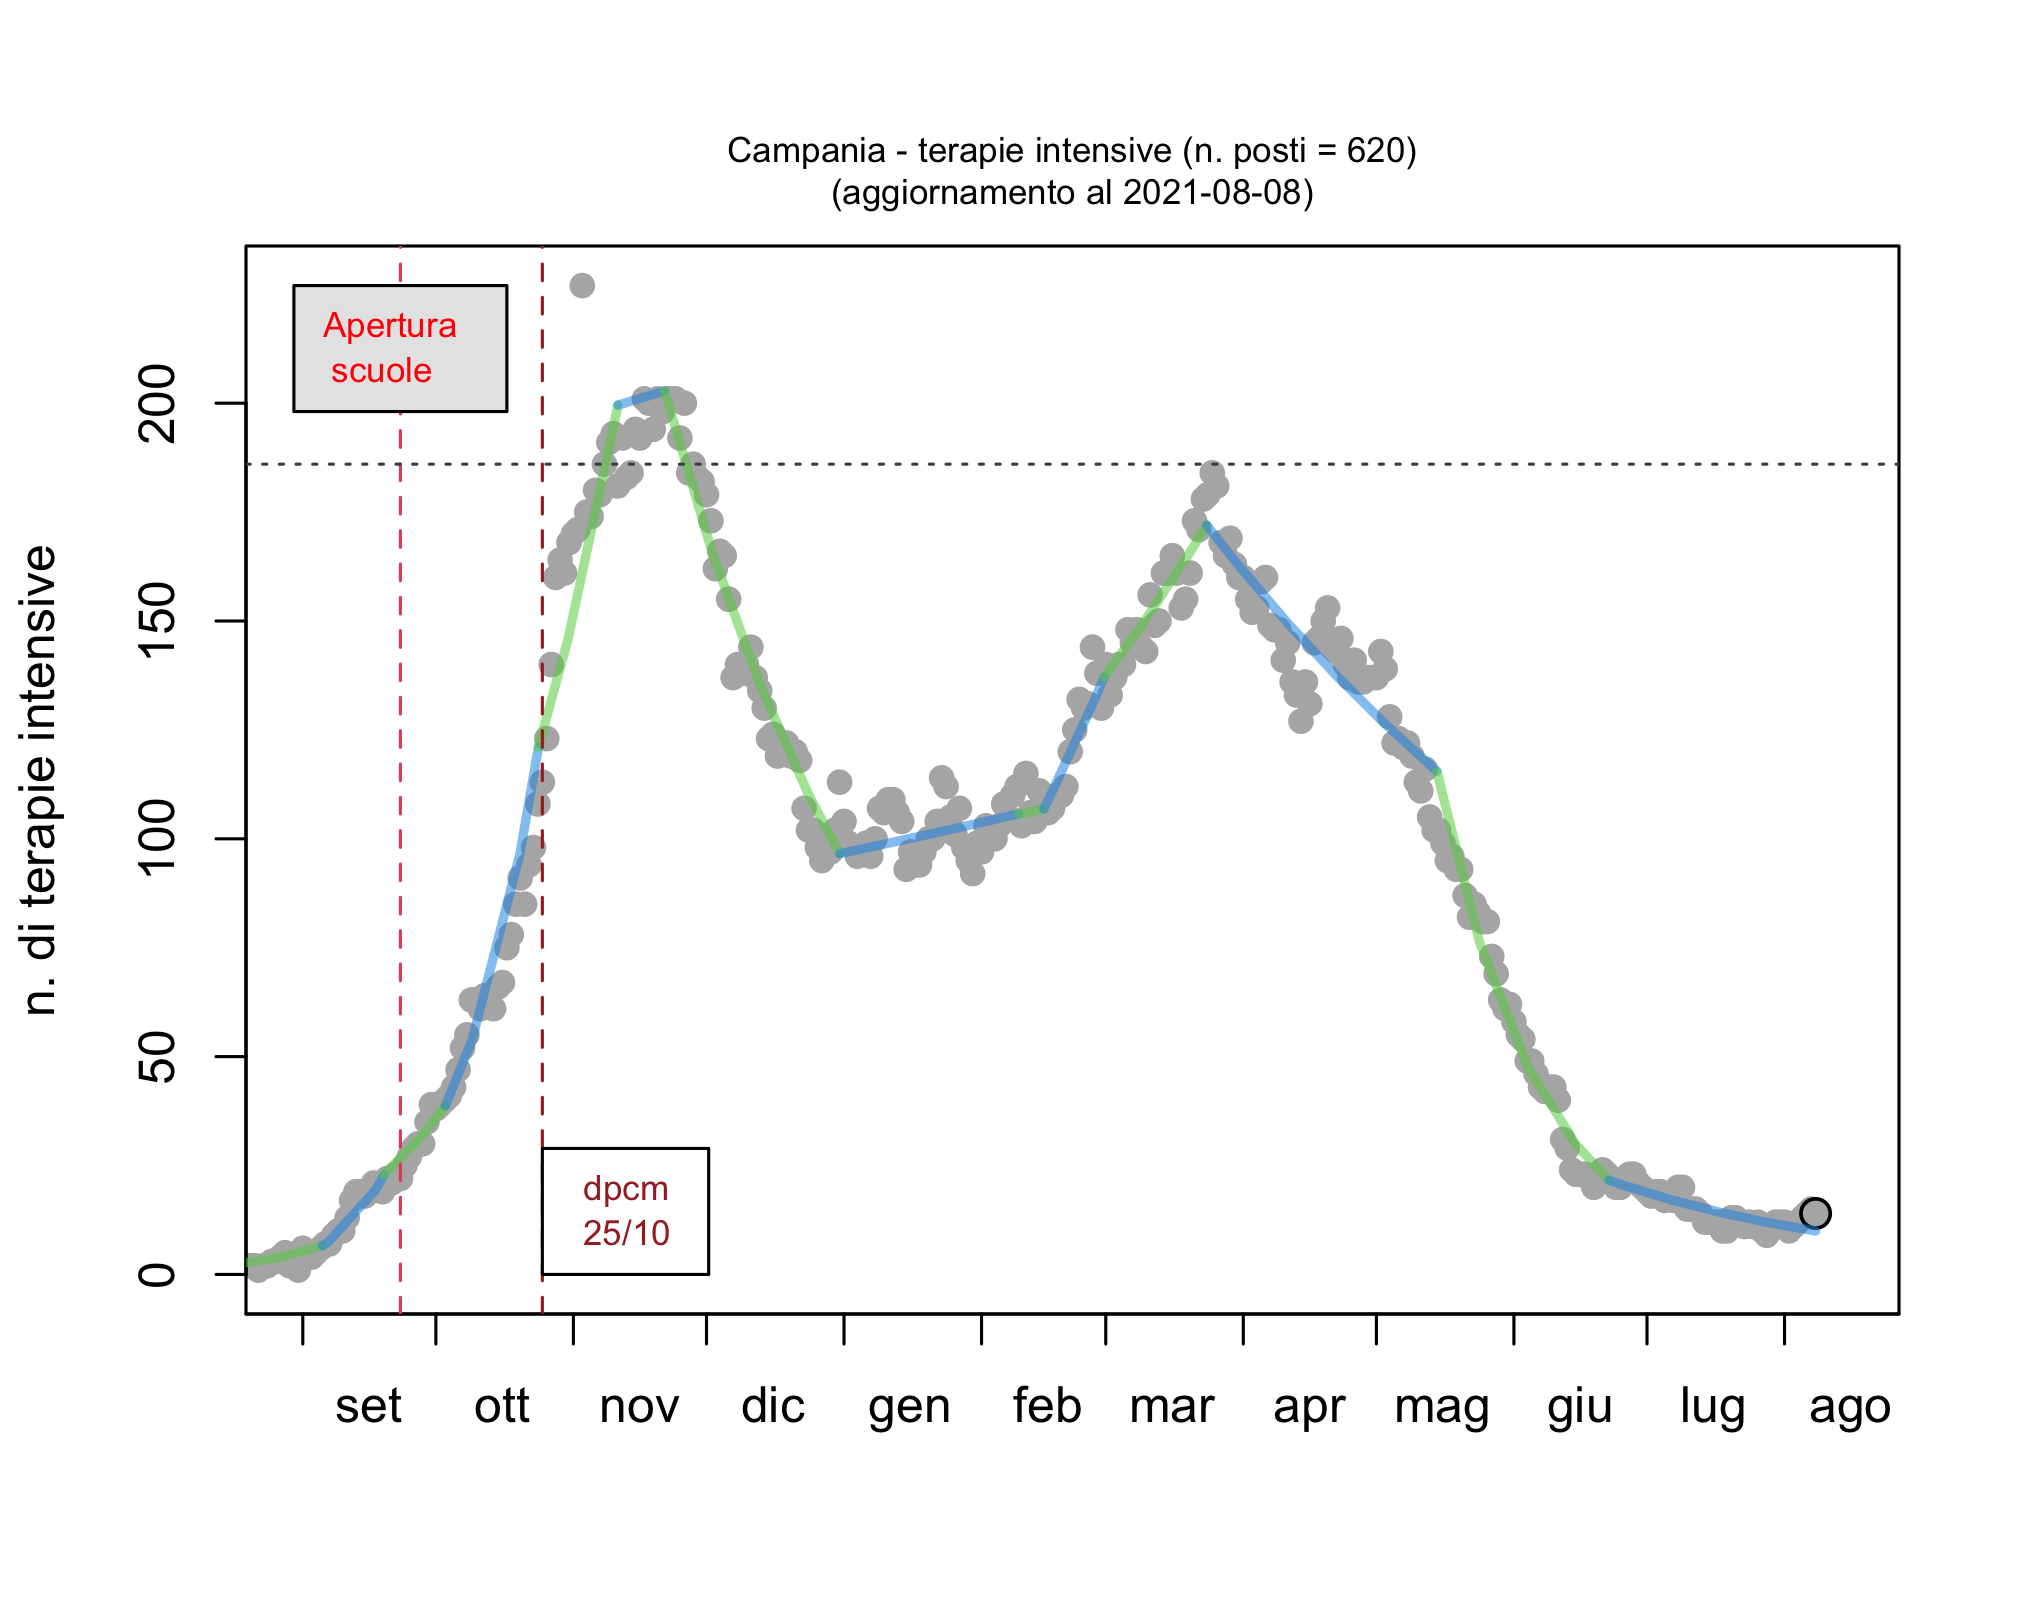 Campania - terapie intensive (n. posti = 620)
(aggiornamento al 2021-08-08)
Apertura
scuole
dpcm
25/10
n. di terapie intensive
200
150
100
50
0
set ott nov dic gen feb mar apr mag giu lug ago